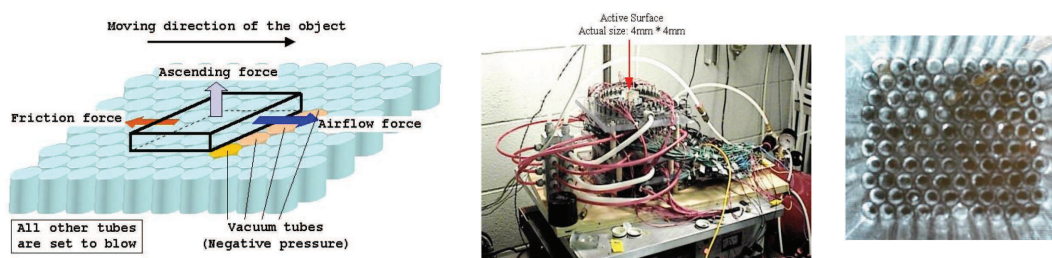 Moving direction of the object
Ascending force
Friction force
Airflow force
All other tubes
are set to blow
Vacuum tubes
(Negative pressure)
Active Surface
Actual size: 4mm * 4mm